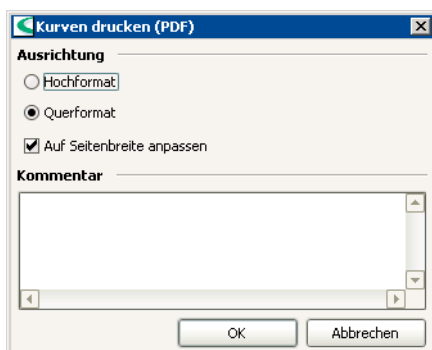 Kurven drucken (PDF)
Ausrichtung
Hochformat
Querformat
Auf Seitenbreite anpassen
Kommentar
OK
Abbrechen